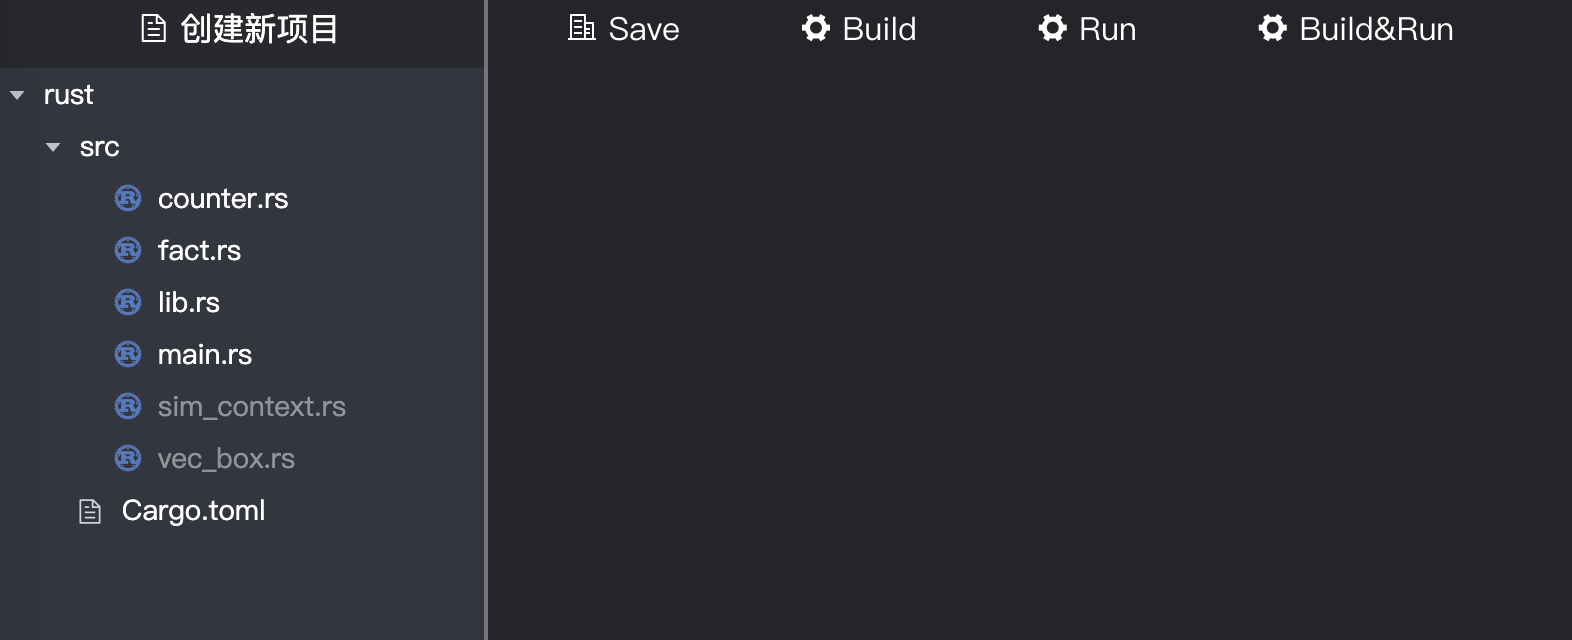 创建新项目
Save
Build
Run
Build&Run
rust
src
counter.rs
fact.rs
lib.rs
main.rs
sim_context.rs
vec_box.rs
Cargo.toml